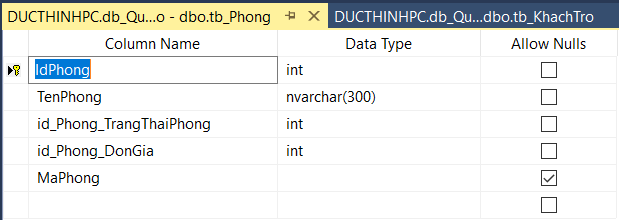 DUCTHINHPC.db_Qu...o - dbo.tb_Phong DUCTHINHPC.db_Qu...dbo.tb_KhachTro
Column Name Data Type Allow Nulls
IdPhong int
TenPhong nvarchar(300)
id_Phong_TrangThaiPhong int
id_Phong_DonGia int
MaPhong